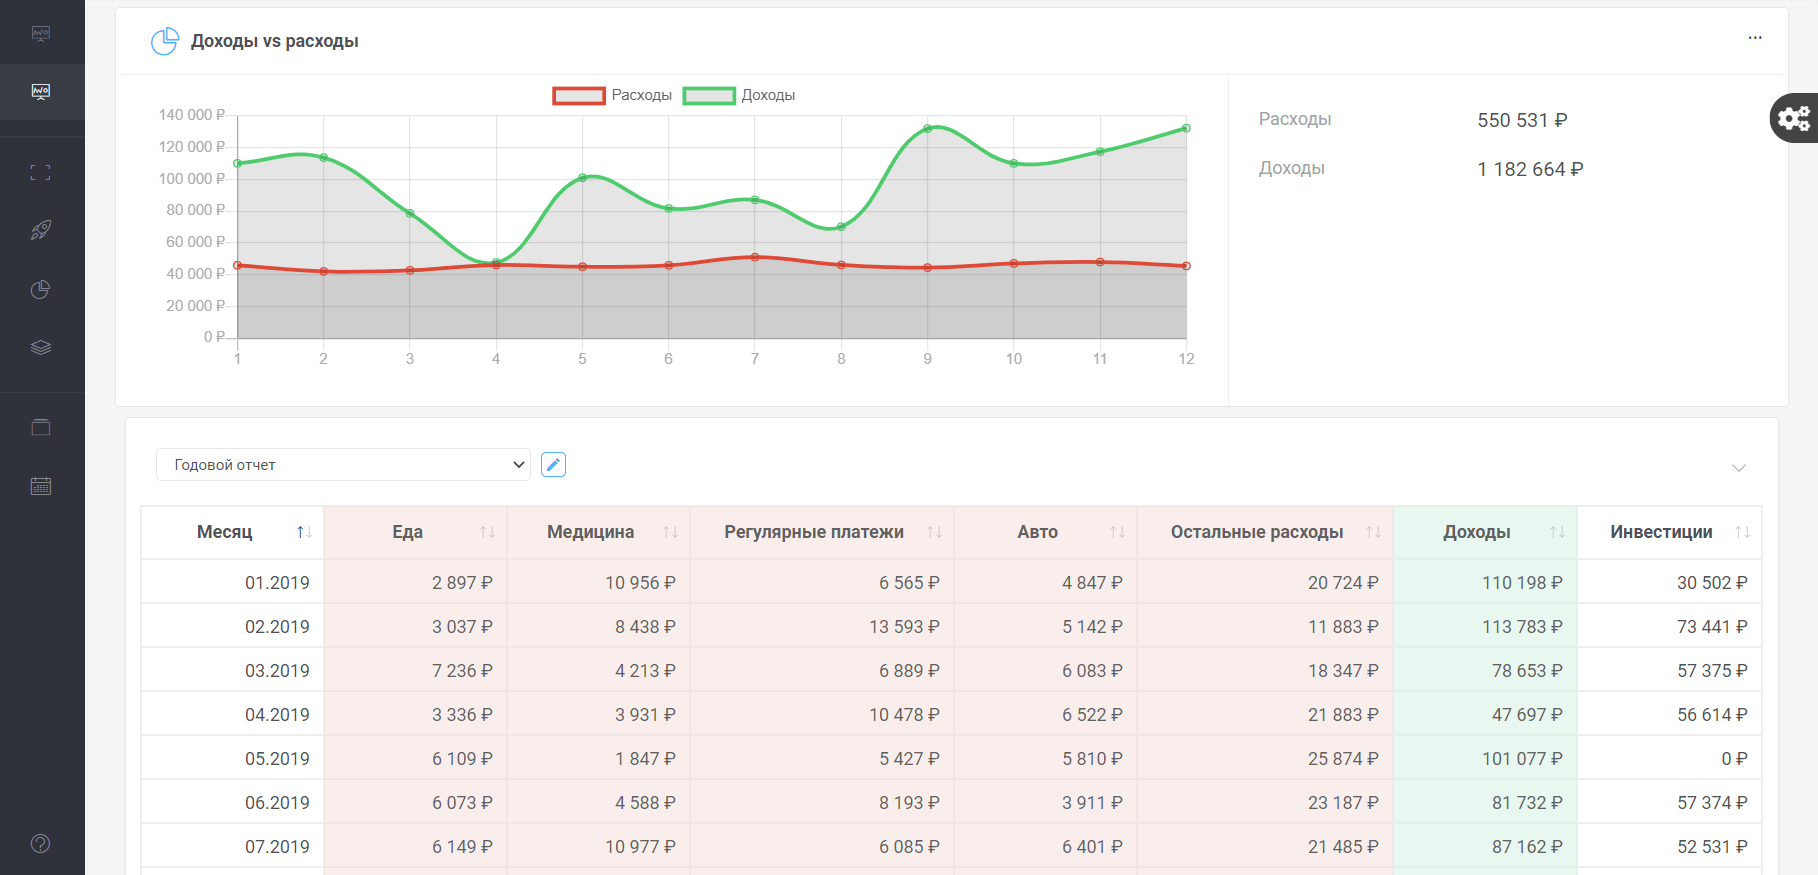 Доходы vs расходы
...
Расходы Доходы
140 000 ₽
120 000 ₽
100 000 ₽
80 000 ₽
60 000 ₽
40 000 ₽
20 000 ₽
0 ₽
1 2 3 4 5 6 7 8 9 10 11 12
Расходы 550 531 ₽
Доходы 1 182 664 ₽
Годовой отчет
Месяц Еда Медицина Регулярные платежи Авто Остальные расходы Доходы Инвестиции
01.2019 2 897 ₽ 10 956 ₽ 6 565 ₽ 4 847 ₽ 20 724 ₽ 110 198 ₽ 30 502 ₽
02.2019 3 037 ₽ 8 438 ₽ 13 593 ₽ 5 142 ₽ 11 883 ₽ 113 783 ₽ 73 441 ₽
03.2019 7 236 ₽ 4 213 ₽ 6 889 ₽ 6 083 ₽ 18 347 ₽ 78 653 ₽ 57 375 ₽
04.2019 3 336 ₽ 3 931 ₽ 10 478 ₽ 6 522 ₽ 21 883 ₽ 47 697 ₽ 56 614 ₽
05.2019 6 109 ₽ 1 847 ₽ 5 427 ₽ 5 810 ₽ 25 874 ₽ 101 077 ₽ 0 ₽
06.2019 6 073 ₽ 4 588 ₽ 8 193 ₽ 3 911 ₽ 23 187 ₽ 81 732 ₽ 57 374 ₽
07.2019 6 149 ₽ 10 977 ₽ 6 085 ₽ 6 401 ₽ 21 485 ₽ 87 162 ₽ 52 531 ₽